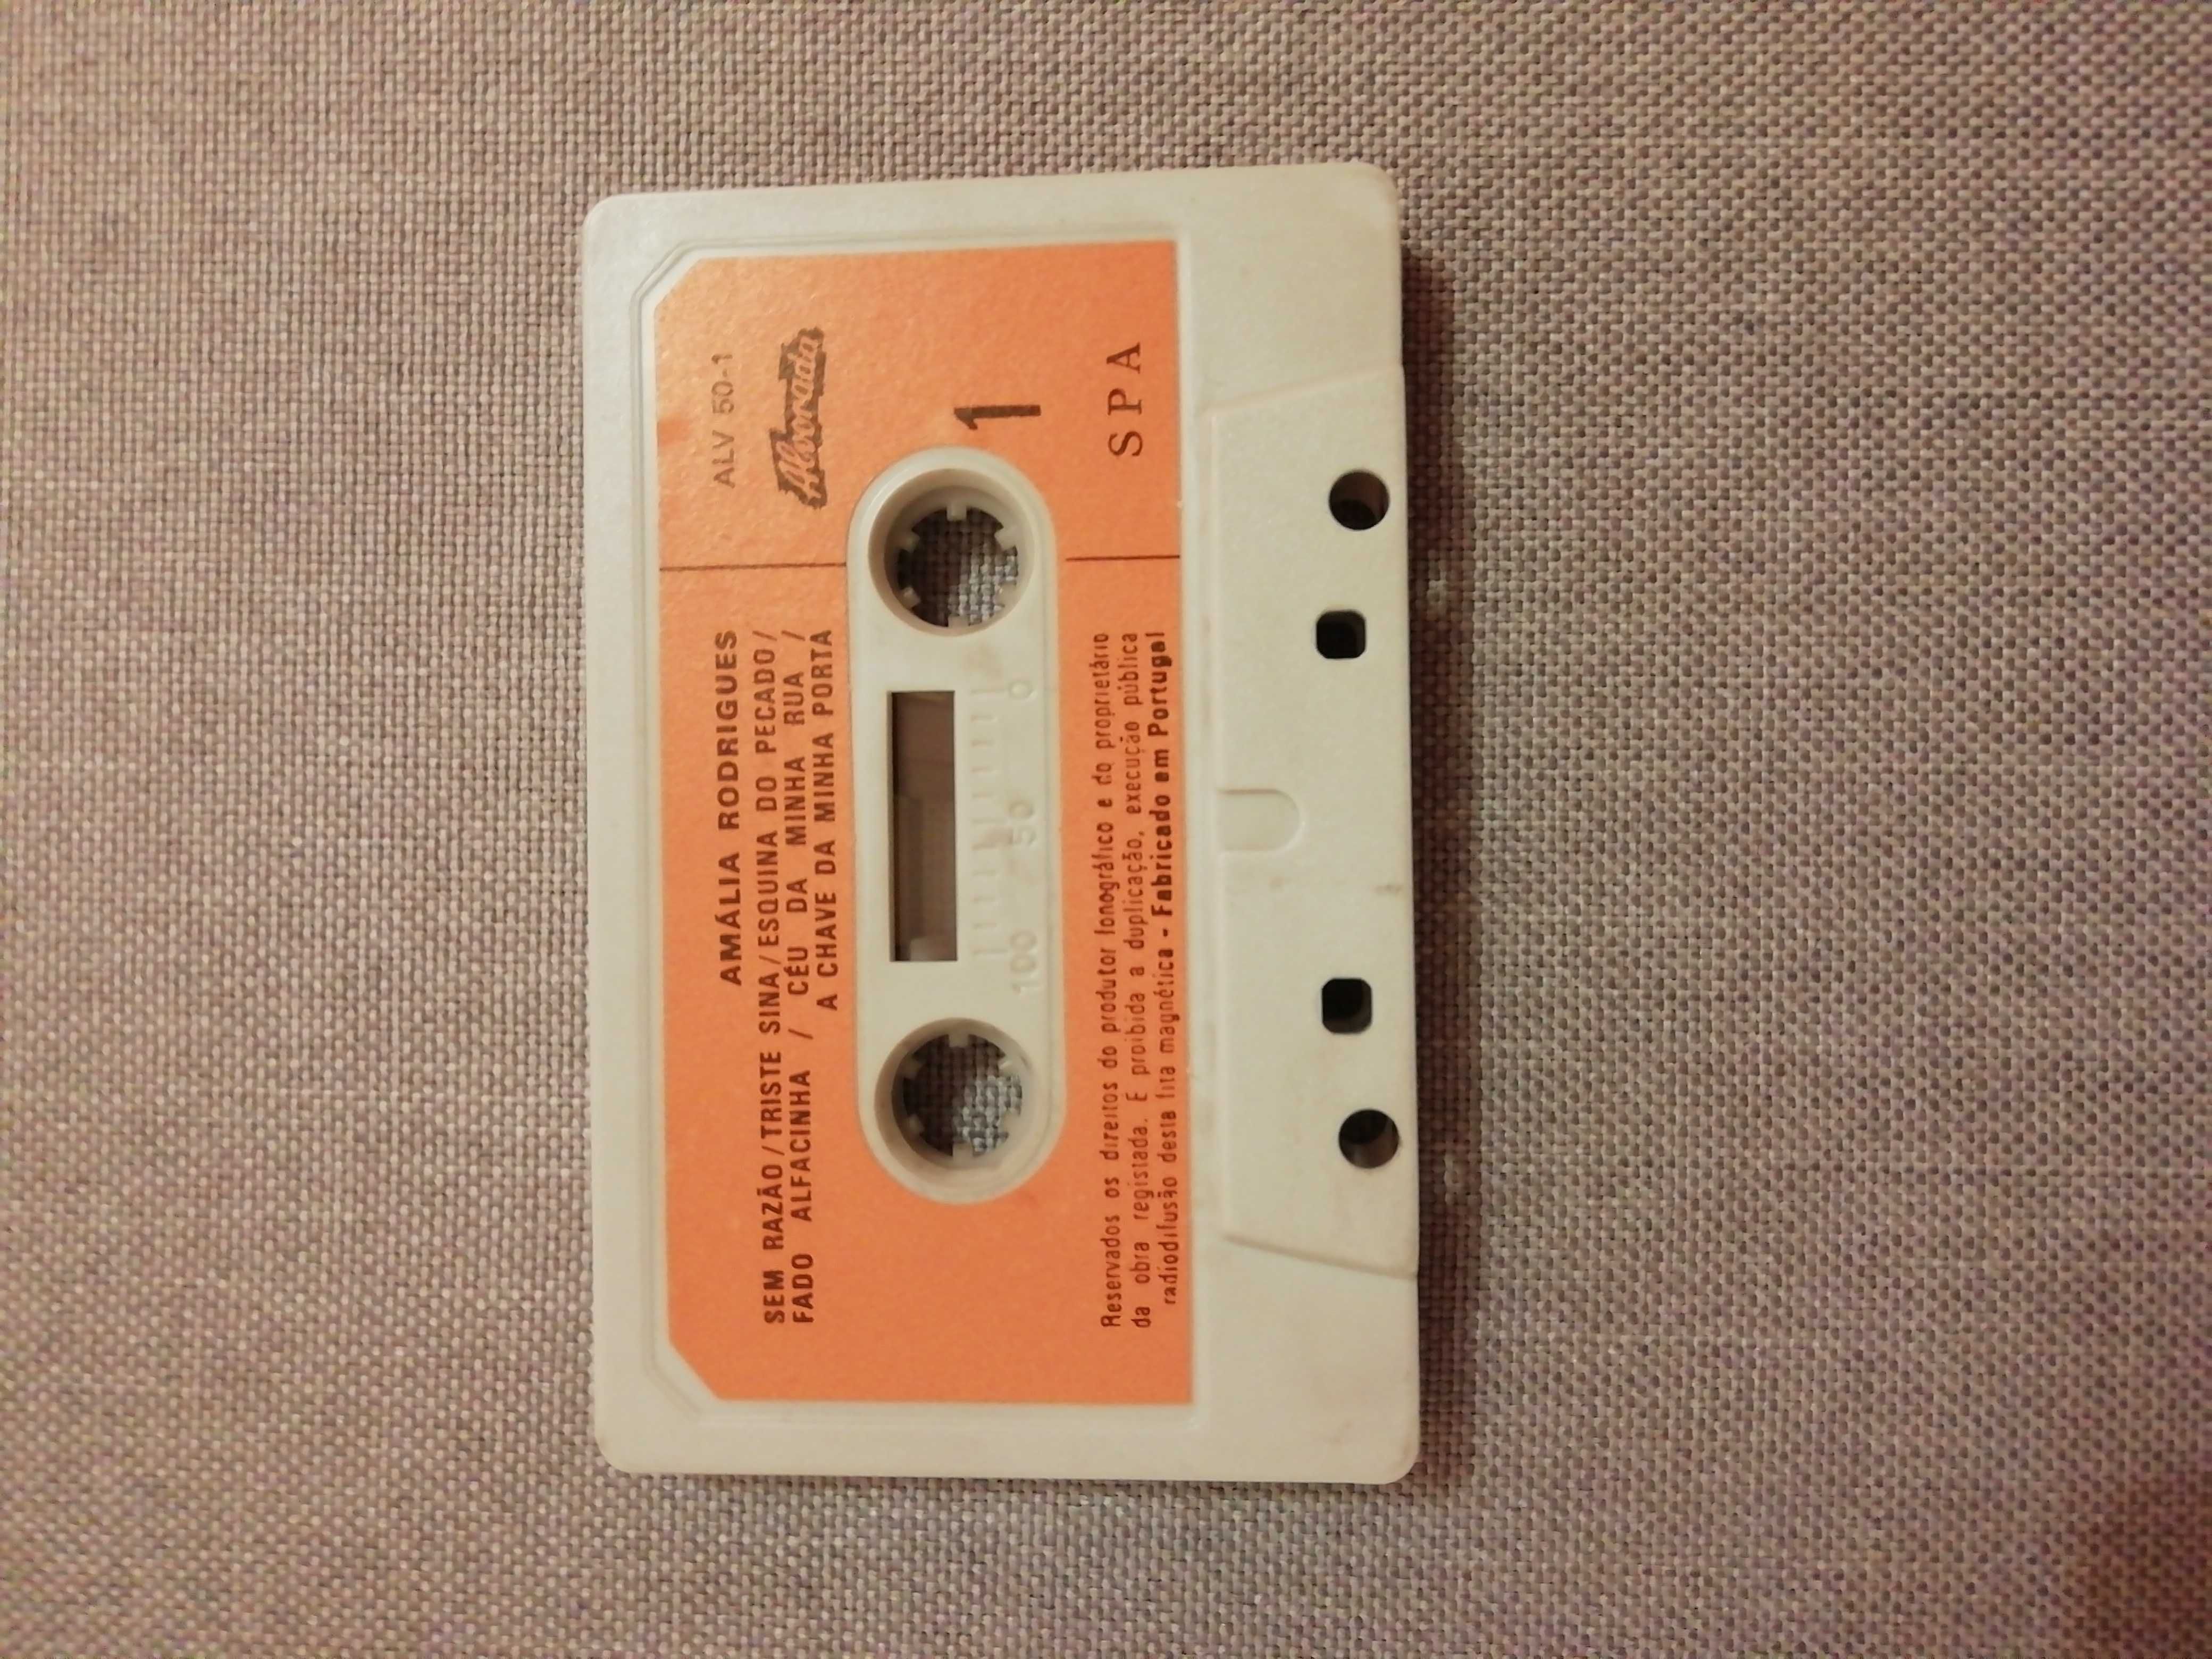 AMÁLIA RODRIGUES
SEM RAZÃO/TRISTE SINA/ESQUINA DO PECADO/
FADO ALFACINHA / CÉU DA MINHA RUA /
A CHAVE DA MINHA PORTA
ALV 50-1
Alvorada
1
100 50 0
Reservados os direitos do produtor fonográfico e do proprietário
da obra registada. É proibida a duplicação, execução pública
radiodifusão desta fita magnética - Fabricado em Portugal
S P A